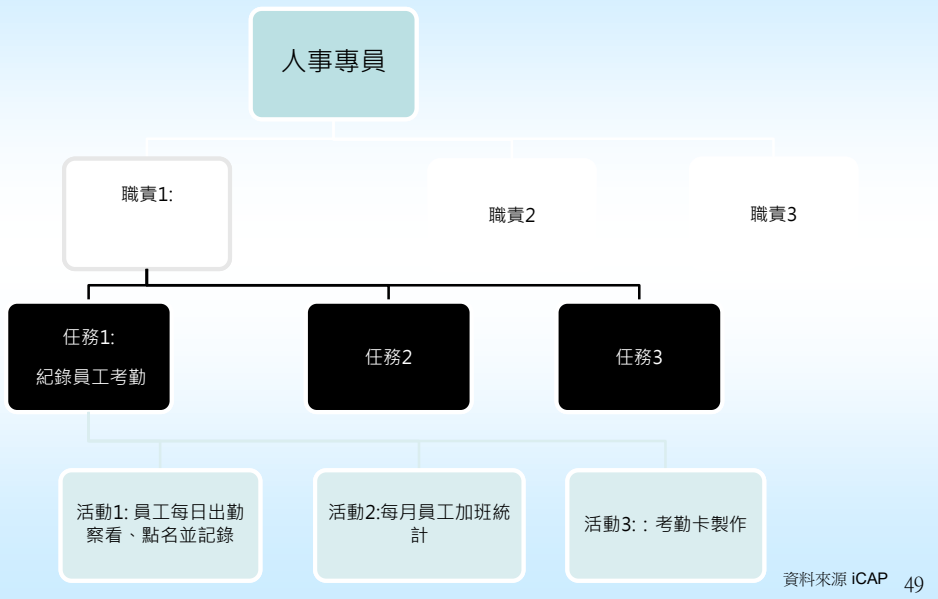 人事專員
職責1:
職責2
職責3
任務1:
紀錄員工考勤
任務2
任務3
活動1: 員工每日出勤
察看、點名並記錄
活動2:每月員工加班統
計
活動3:：考勤卡製作
資料來源 iCAP
49